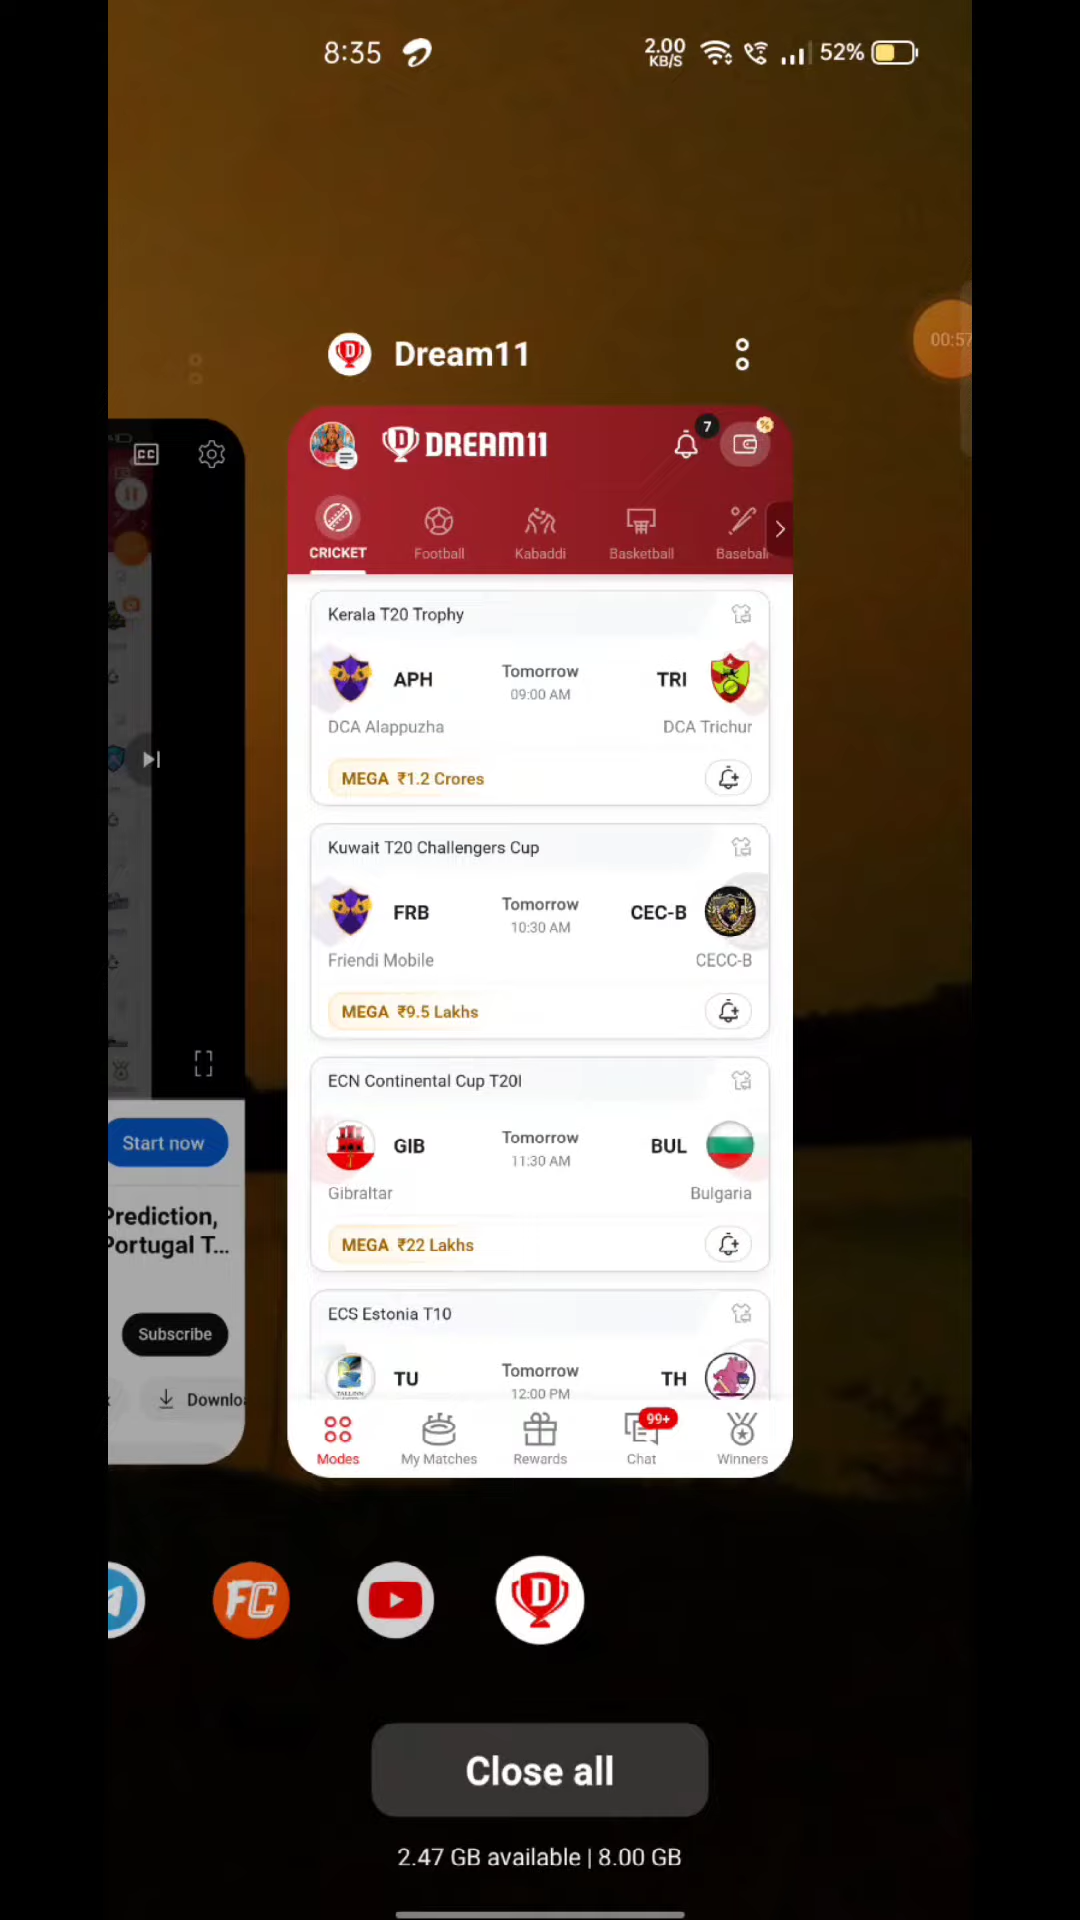 8:35
2.00 KB/S
52%
00:57
Dream11
DREAM11
7
CRICKET
Football
Kabaddi
Basketball
Baseball
Kerala T20 Trophy
APH
Tomorrow
TRI
09:00 AM
DCA Alappuzha
DCA Trichur
MEGA ₹1.2 Crores
Kuwait T20 Challengers Cup
FRB
Tomorrow
CEC-B
10:30 AM
Friendi Mobile
CECC-B
MEGA ₹9.5 Lakhs
ECN Continental Cup T20I
GIB
Tomorrow
BUL
11:30 AM
Gibraltar
Bulgaria
MEGA ₹22 Lakhs
ECS Estonia T10
TU
Tomorrow
TH
12:00 PM
Modes
My Matches
Rewards
99+
Chat
Winners
CC
Start now
Prediction,
Portugal T...
Subscribe
Downlo
FC
D
Close all
2.47 GB available | 8.00 GB